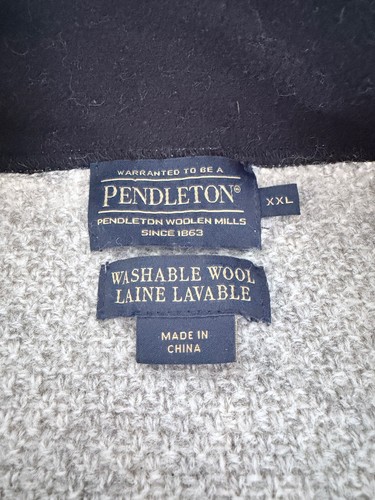 WARRANTED TO BE A
PENDLETON®
PENDLETON WOOLEN MILLS
SINCE 1863
XXL
WASHABLE WOOL
LAINE LAVABLE
MADE IN
CHINA